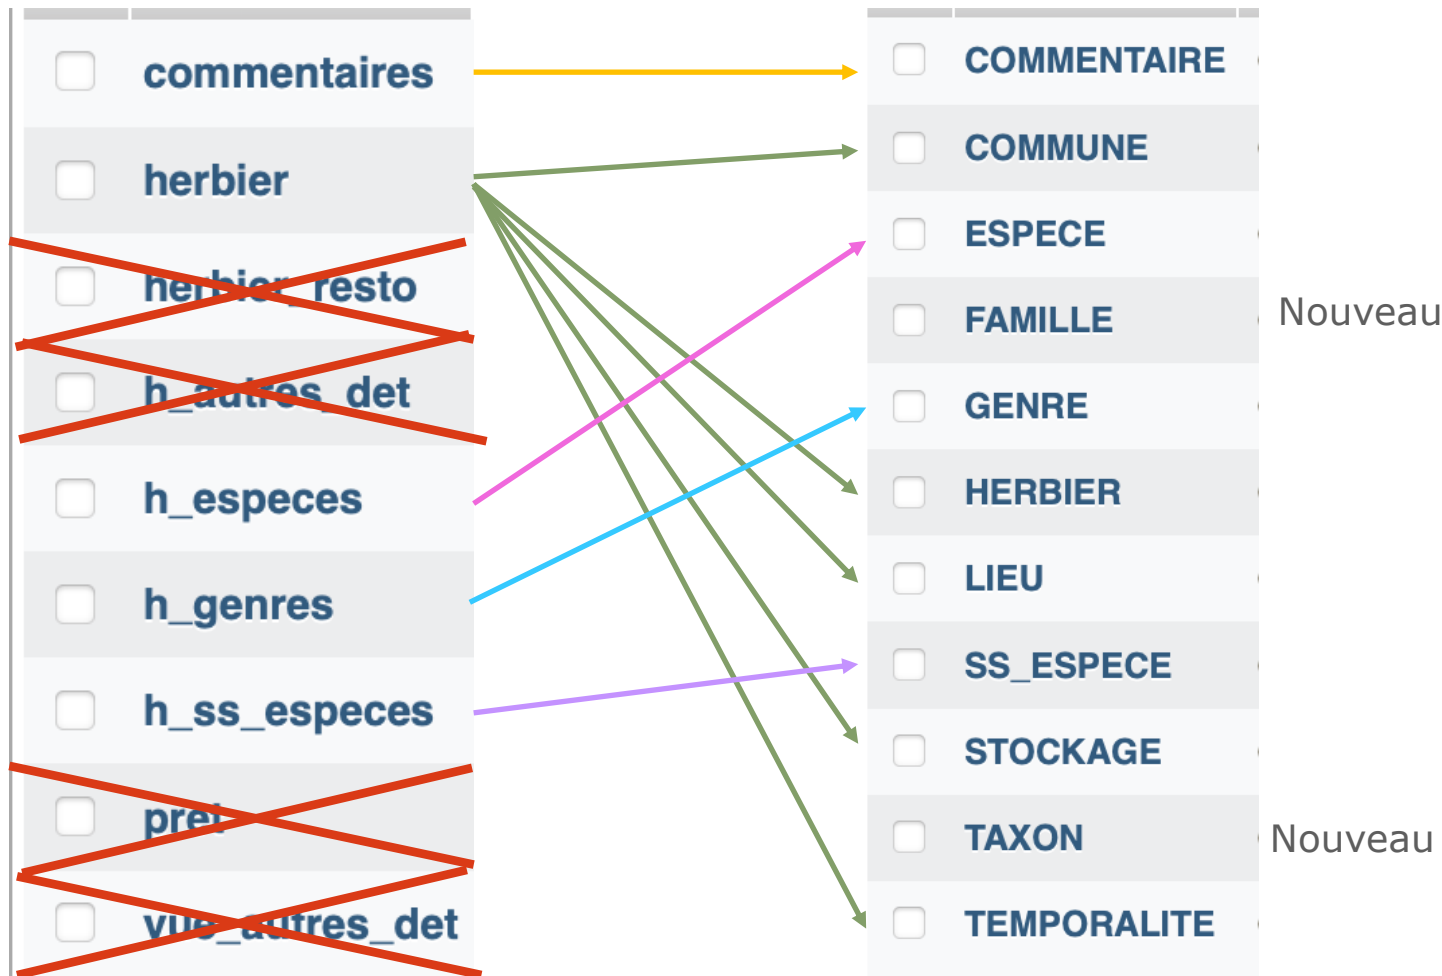 commentaires
herbier
herbier_resto
h_autres_det
h_especes
h_genres
h_ss_especes
pret
vue_autres_det
COMMENTAIRE
COMMUNE
ESPECE
FAMILLE
Nouveau
GENRE
HERBIER
LIEU
SS_ESPECE
STOCKAGE
TAXON
Nouveau
TEMPORALITE